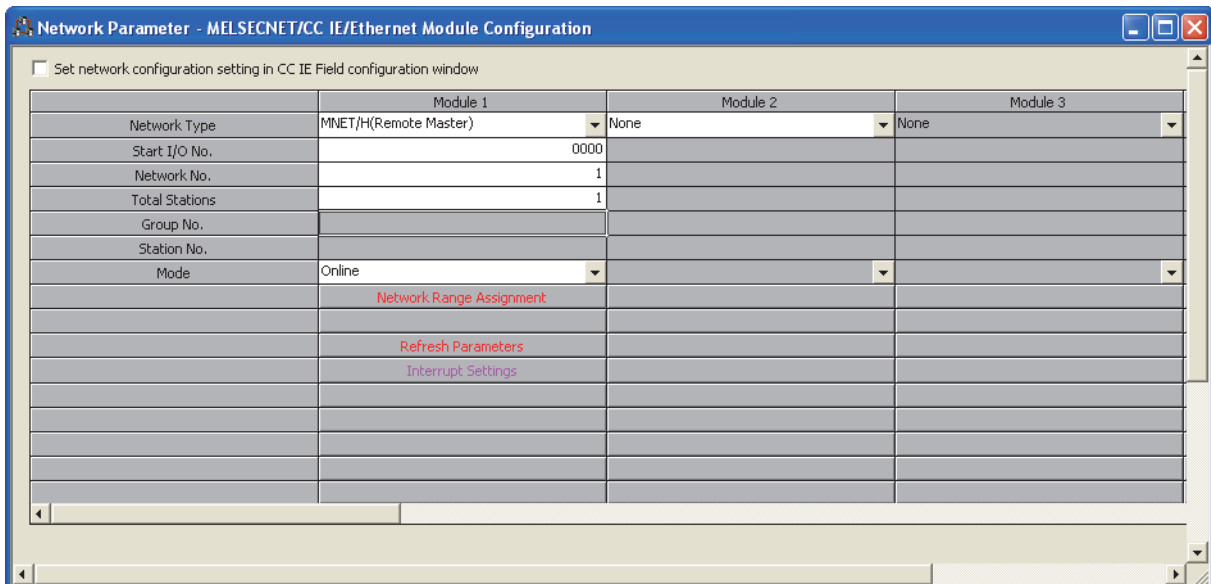 Network Parameter - MELSECNET/CC IE/Ethernet Module Configuration
Set network configuration setting in CC IE Field configuration window
Module 1 Module 2 Module 3
Network Type MNET/H(Remote Master) None None
Start I/O No. 0000
Network No. 1
Total Stations 1
Group No.
Station No.
Mode Online
Network Range Assignment
Refresh Parameters
Interrupt Settings